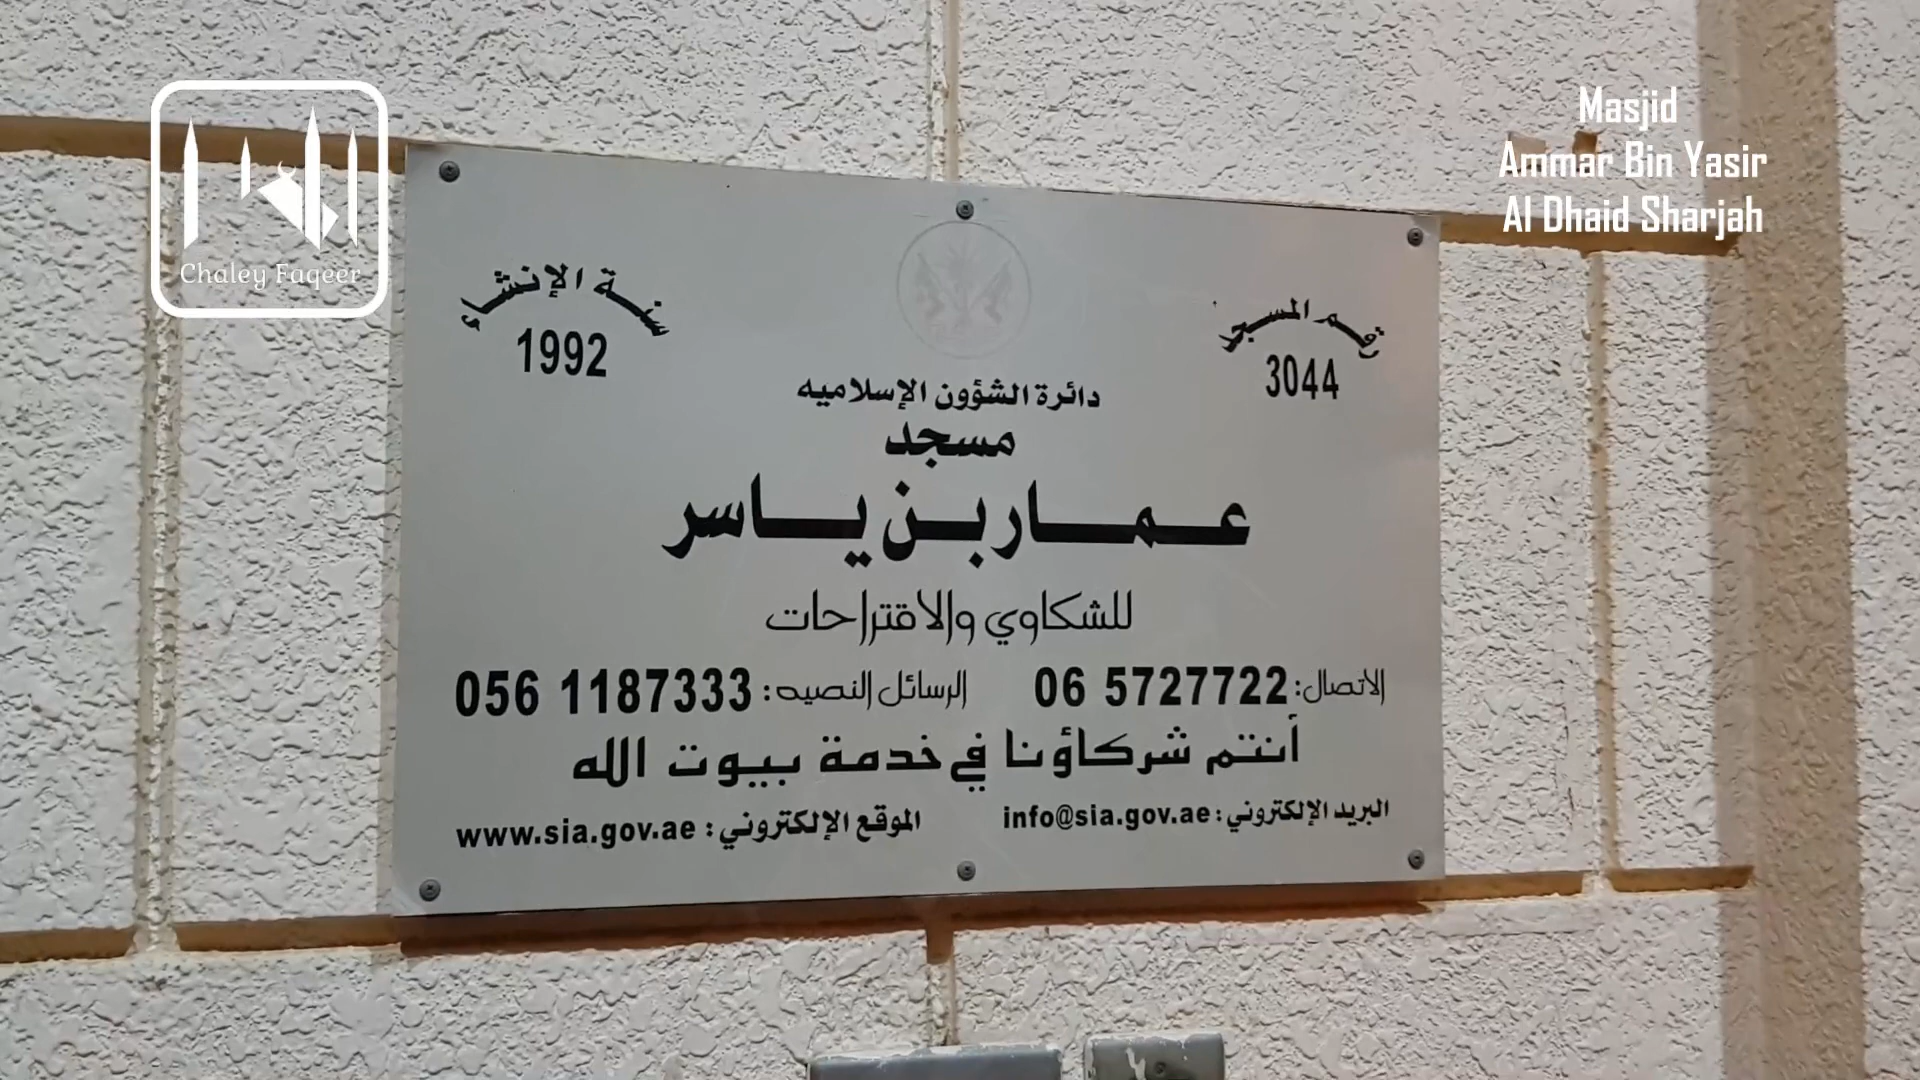 Chaley Faqeer
Masjid
Ammar Bin Yasir
Al Dhaid Sharjah
رقم المسجد
3044
سنة الإنشاء
1992
دائرة الشؤون الإسلاميه
مسجد
عمار بن ياسر
للشكاوي والاقتراحات
الاتصال: 06 5727722 الرسائل النصيه: 056 1187333
أنتم شركاؤنا في خدمة بيوت الله
البريد الإلكتروني: info@sia.gov.ae الموقع الإلكتروني: www.sia.gov.ae